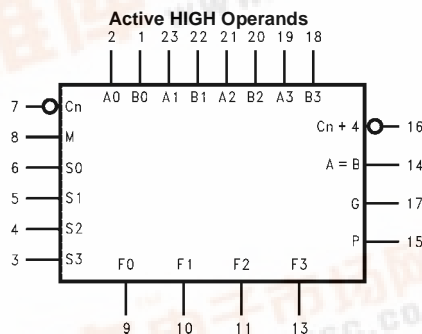 Active HIGH Operands
2 1 23 22 21 20 19 18
A0 B0 A1 B1 A2 B2 A3 B3
7 Cn
Cn + 4 16
8 M
A = B 14
6 S0
5 S1
G 17
4 S2
P 15
3 S3
F0 F1 F2 F3
9 10 11 13